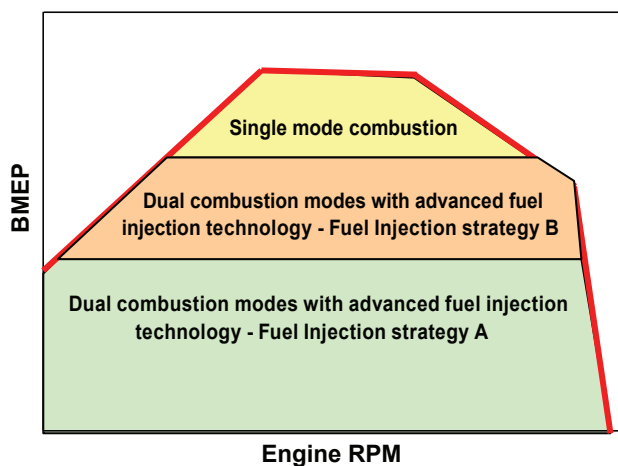 BMEP
Single mode combustion
Dual combustion modes with advanced fuel
injection technology - Fuel Injection strategy B
Dual combustion modes with advanced fuel injection
technology - Fuel Injection strategy A
Engine RPM